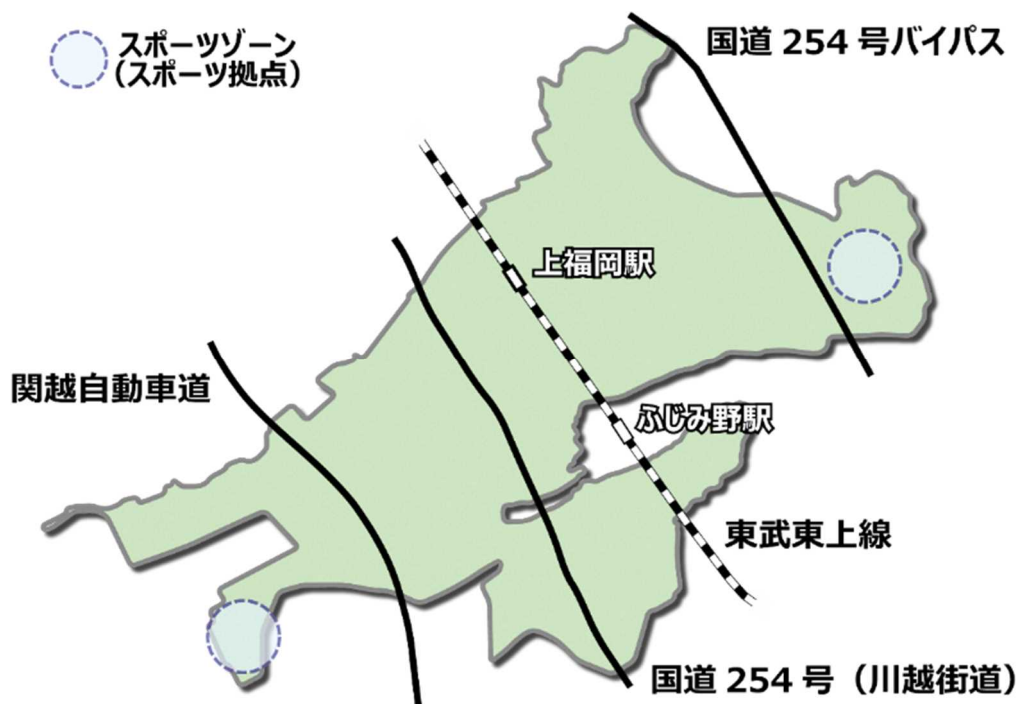 スポーツゾーン
（スポーツ拠点）
国道 254 号バイパス
上福岡駅
関越自動車道
ふじみ野駅
東武東上線
国道 254 号（川越街道）